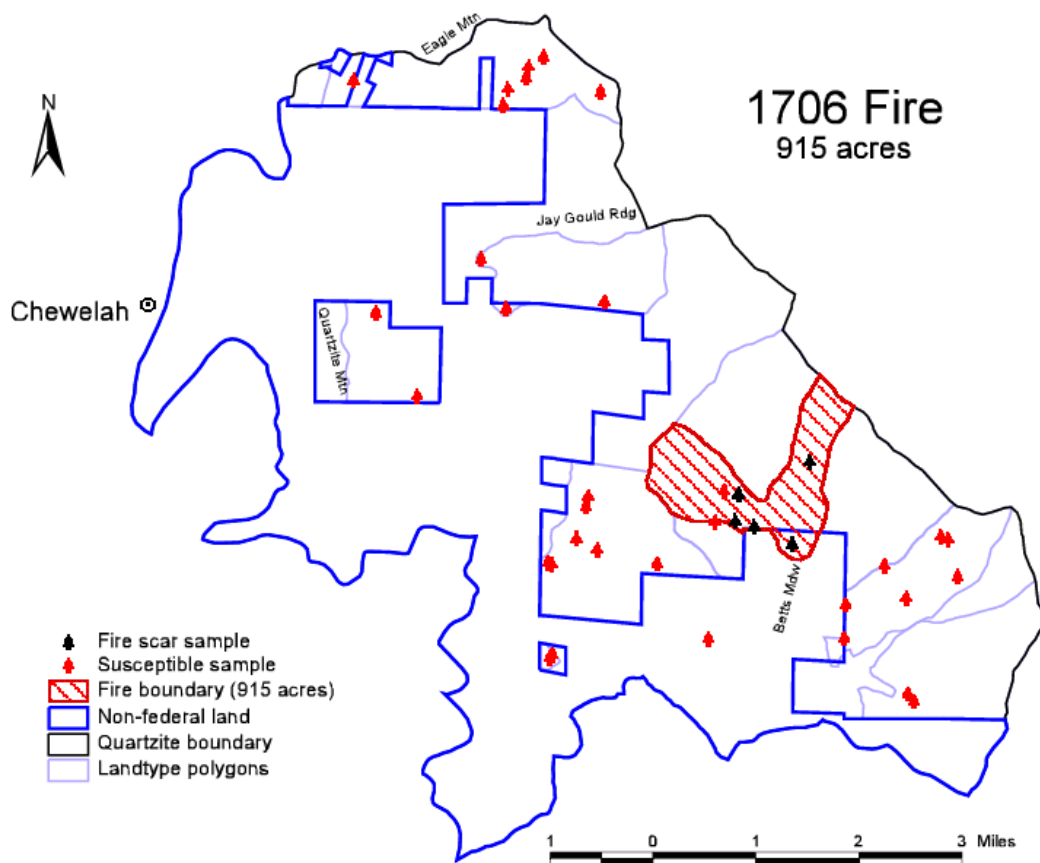 Eagle Mtn
N
1706 Fire
915 acres
Jay Gould Rdg
Chewelah
Quartzite Mtn
Betts Mdw
Fire scar sample
Susceptible sample
Fire boundary (915 acres)
Non-federal land
Quartzite boundary
Landtype polygons
1 0 1 2 3 Miles